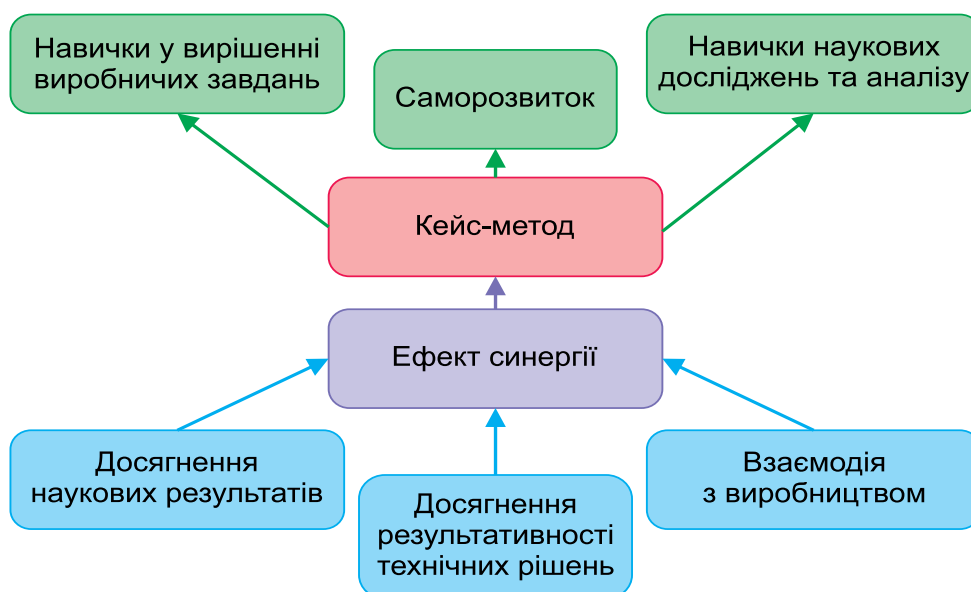 Навички у вирішенні
виробничих завдань
Саморозвиток
Навички наукових
досліджень та аналізу
Кейс-метод
Ефект синергії
Досягнення
наукових результатів
Досягнення
результативності
технічних рішень
Взаємодія
з виробництвом